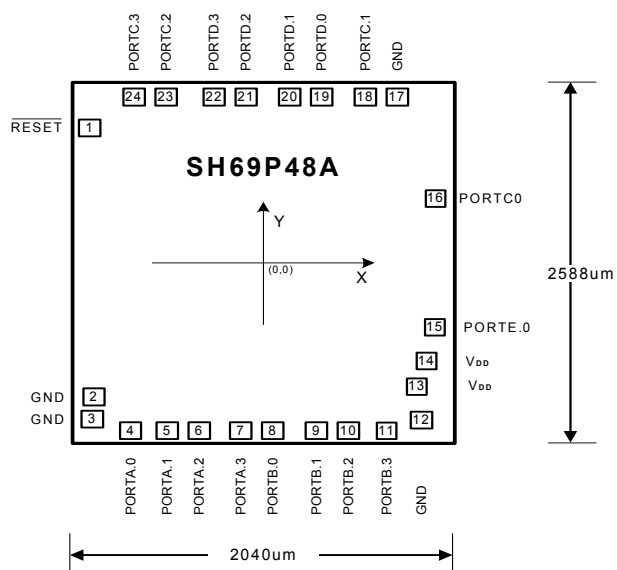 PORTC.3
PORTC.2
PORTD.3
PORTD.2
PORTD.1
PORTD.0
PORTC.1
GND
24
23
22
21
20
19
18
17
RESET
1
SH69P48A
16
PORTC0
Y
(0,0)
X
2588um
15
PORTE.0
14
VDD
13
VDD
GND
2
GND
3
4
5
6
7
8
9
10
11
12
PORTA.0
PORTA.1
PORTA.2
PORTA.3
PORTB.0
PORTB.1
PORTB.2
PORTB.3
GND
2040um